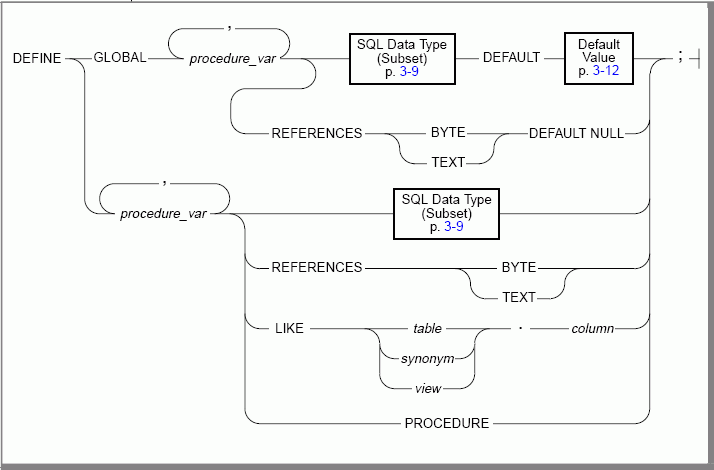 ,
DEFINE GLOBAL procedure_var SQL Data Type (Subset) p. 3-9 DEFAULT Default Value p. 3-12 ;
REFERENCES BYTE DEFAULT NULL
TEXT
,
procedure_var SQL Data Type (Subset) p. 3-9
REFERENCES BYTE
TEXT
LIKE table . column
synonym
view
PROCEDURE